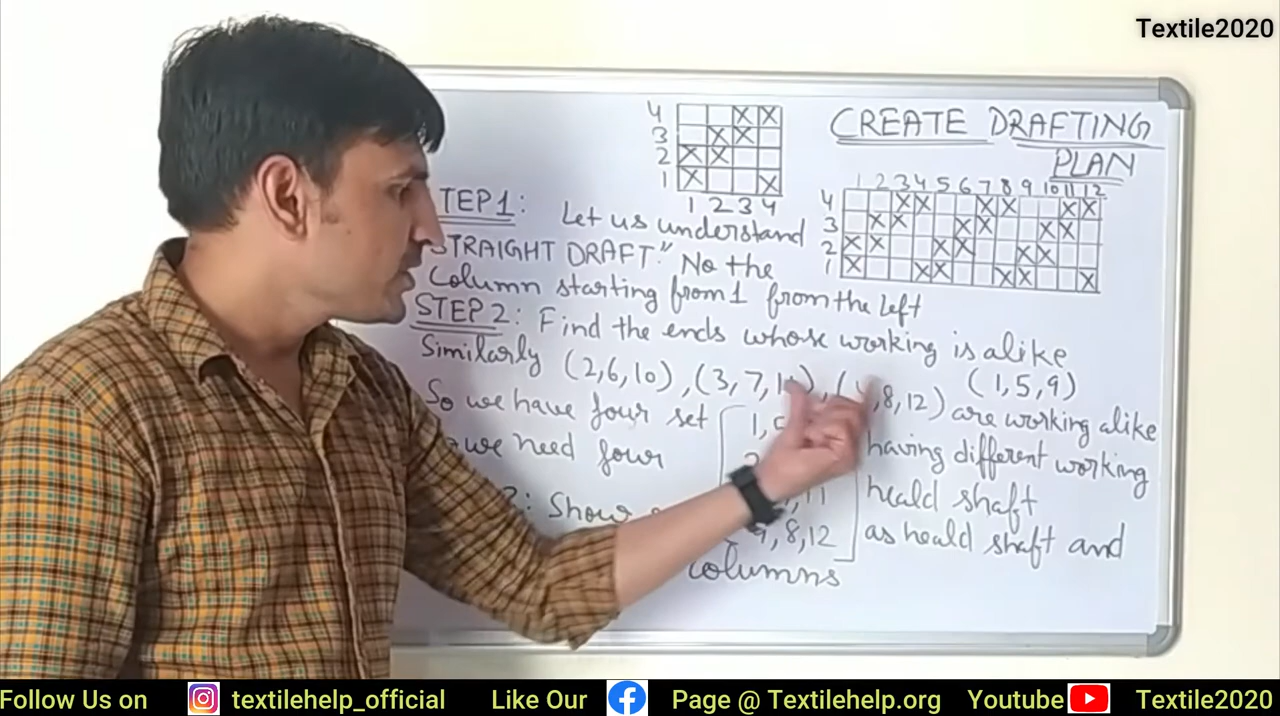 Textile2020
CREATE DRAFTING
PLAN
4 X X
3 X X
2 X X
1 X X
1 2 3 4
1 2 3 4 5 6 7 8 9 10 11 12
4 X X X X X X
3 X X X X X X
2 X X X X X X
1 X X X X X X
TEP1: Let us understand
STRAIGHT DRAFT" No the
Column starting from 1 from the left
STEP2: Find the ends whose working is alike
(1,5,9)
Similarly (2,6,10), (3,7,11), ( ,8,12) are working alike
So we have four set having different working
we need four heald shaft
: Show as heald shaft and
columns
1,
,11
,8,12
Follow Us on textilehelp_official Like Our Page @ Textilehelp.org Youtube Textile2020